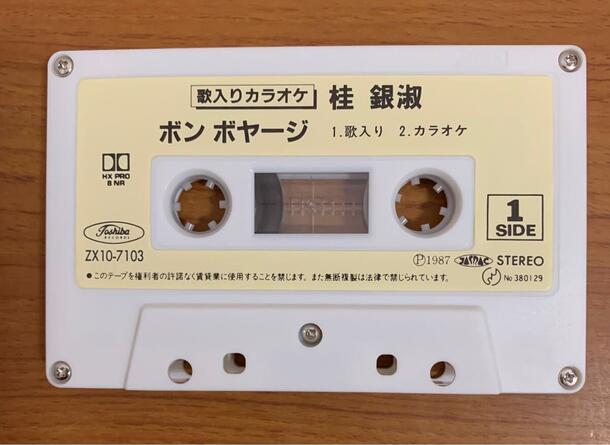 歌入りカラオケ 桂 銀淑
ボン ボヤージ 1.歌入り 2.カラオケ
HX PRO
B NR
1
SIDE
Toshiba
RECORDS
ZX10-7103
Ⓟ1987 JASRAC STEREO
●このテープを権利者の許諾なく賃貸業に使用することを禁じます。また無断複製は法律で禁じられています。
No 380129